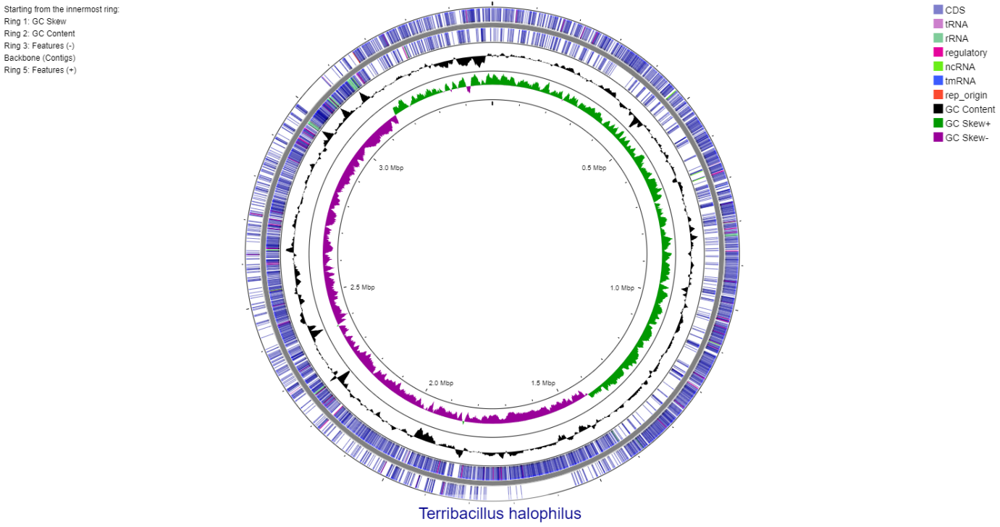 Starting from the innermost ring:
Ring 1: GC Skew
Ring 2: GC Content
Ring 3: Features (-)
Backbone (Contigs)
Ring 5: Features (+)
CDS
tRNA
rRNA
regulatory
ncRNA
tmRNA
rep_origin
GC Content
GC Skew+
GC Skew-
3.0 Mbp
0.5 Mbp
2.5 Mbp
1.0 Mbp
2.0 Mbp
1.5 Mbp
Terribacillus halophilus